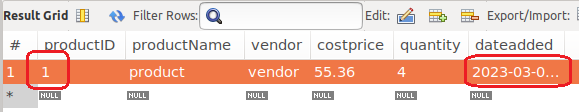 Result Grid Filter Rows: Edit: Export/Import:
# productID productName vendor costprice quantity dateadded
1 1 product vendor 55.36 4 2023-03-0...
* NULL NULL NULL NULL NULL NULL